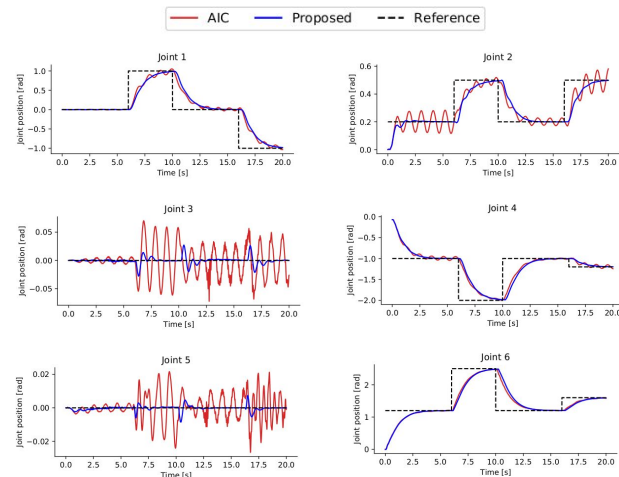 AIC Proposed Reference
Joint 1
Joint position [rad]
1.0
0.5
0.0
−0.5
−1.0
0.0 2.5 5.0 7.5 10.0 12.5 15.0 17.5 20.0
Time [s]
Joint 2
Joint position [rad]
0.6
0.4
0.2
0.0
0.0 2.5 5.0 7.5 10.0 12.5 15.0 17.5 20.0
Time [s]
Joint 3
Joint position [rad]
0.05
0.00
−0.05
0.0 2.5 5.0 7.5 10.0 12.5 15.0 17.5 20.0
Time [s]
Joint 4
Joint position [rad]
0.0
−0.5
−1.0
−1.5
−2.0
0.0 2.5 5.0 7.5 10.0 12.5 15.0 17.5 20.0
Time [s]
Joint 5
Joint position [rad]
0.02
0.00
−0.02
0.0 2.5 5.0 7.5 10.0 12.5 15.0 17.5 20.0
Time [s]
Joint 6
Joint position [rad]
2
1
0
0.0 2.5 5.0 7.5 10.0 12.5 15.0 17.5 20.0
Time [s]